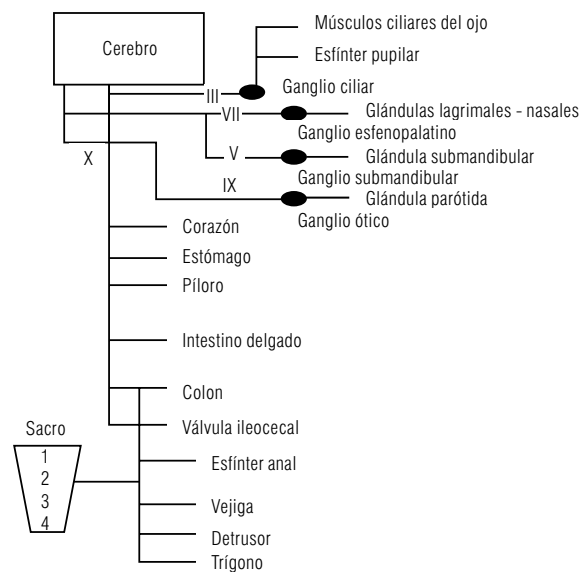 Músculos ciliares del ojo
Cerebro
Esfínter pupilar
III
Ganglio ciliar
VII
Glándulas lagrimales - nasales
Ganglio esfenopalatino
X
V
Glándula submandibular
Ganglio submandibular
IX
Glándula parótida
Ganglio ótico
Corazón
Estómago
Píloro
Intestino delgado
Colon
Sacro
Válvula ileocecal
1
2
3
4
Esfínter anal
Vejiga
Detrusor
Trígono